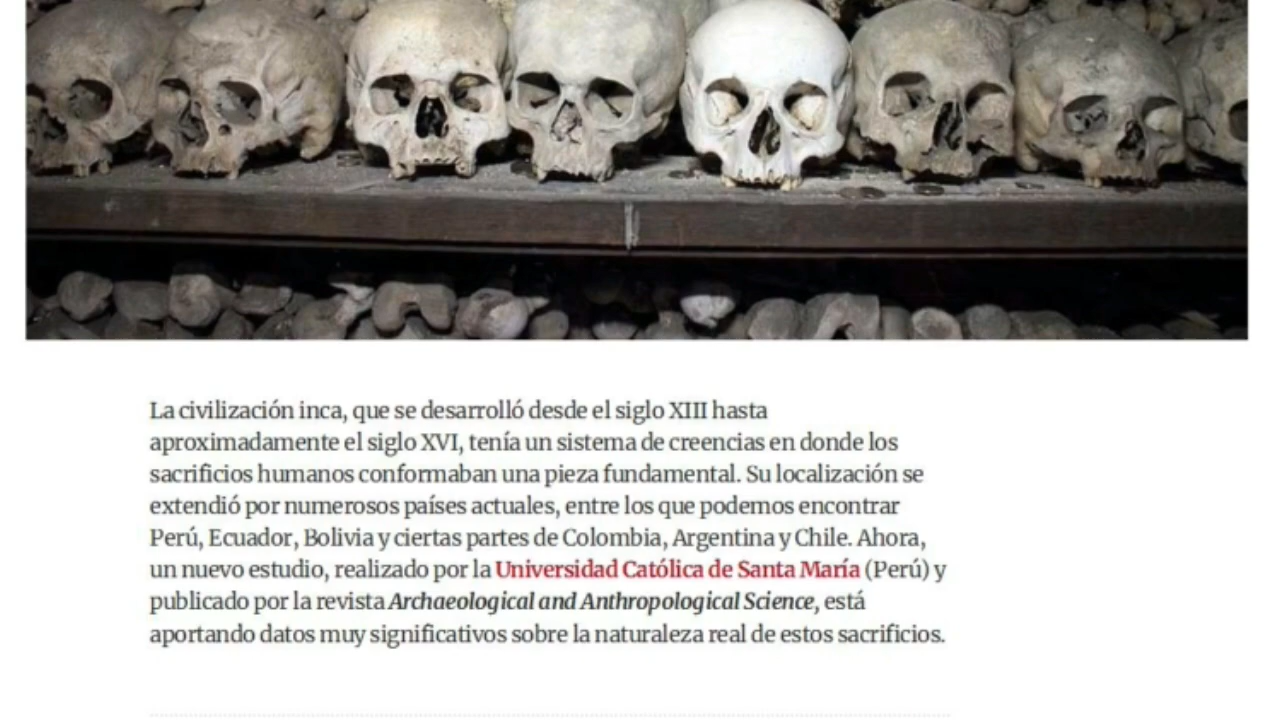 La civilización inca, que se desarrolló desde el siglo XIII hasta
aproximadamente el siglo XVI, tenía un sistema de creencias en donde los
sacrificios humanos conformaban una pieza fundamental. Su localización se
extendió por numerosos países actuales, entre los que podemos encontrar
Perú, Ecuador, Bolivia y ciertas partes de Colombia, Argentina y Chile. Ahora,
un nuevo estudio, realizado por la Universidad Católica de Santa María (Perú) y
publicado por la revista Archaeological and Anthropological Science, está
aportando datos muy significativos sobre la naturaleza real de estos sacrificios.